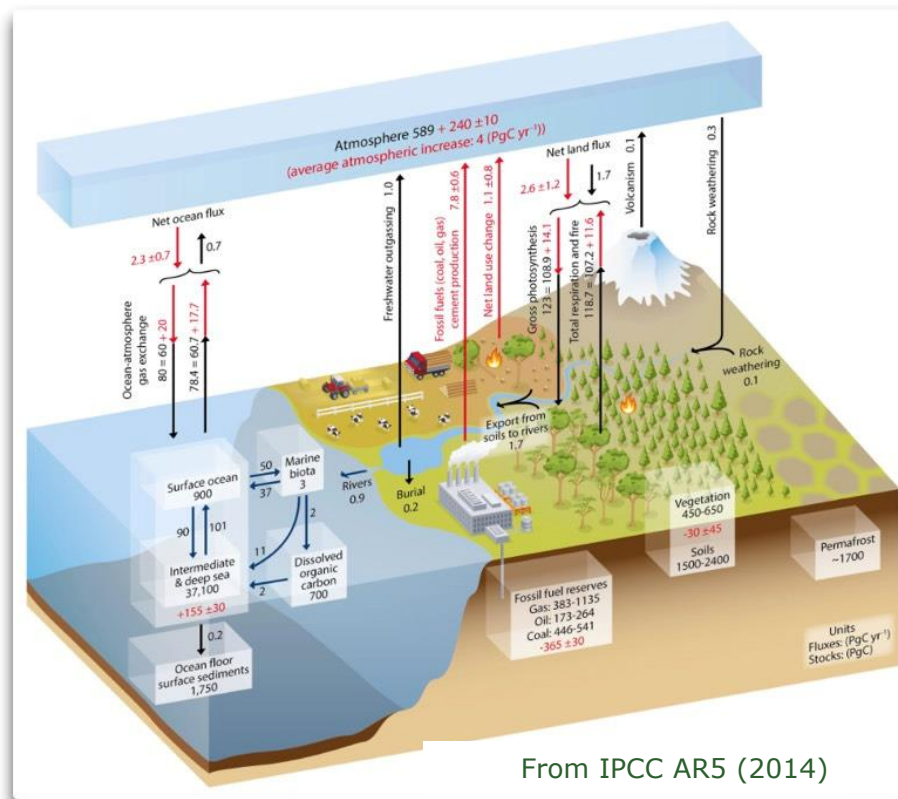 Atmosphere 589 + 240 ±10
(average atmospheric increase: 4 (PgC yr⁻¹))
Net ocean flux
2.3 ±0.7
0.7
Ocean-atmosphere
gas exchange
80 = 60 + 20
78.4 = 60.7 + 17.7
Freshwater outgassing 1.0
Fossil fuels (coal, oil, gas)
cement production 7.8 ±0.6
Net land use change 1.1 ±0.8
Net land flux
2.6 ±1.2
1.7
Gross photosynthesis
123 = 108.9 + 14.1
Total respiration and fire
118.7 = 107.2 + 11.6
Volcanism 0.1
Rock weathering 0.3
Rock
weathering
0.1
Export from
soils to rivers
1.7
Rivers
0.9
Burial
0.2
Surface ocean
900
50
37
Marine
biota
3
90
101
11
2
Intermediate
& deep sea
37,100
+155 ±30
2
Dissolved
organic
carbon
700
0.2
Ocean floor
surface sediments
1,750
Fossil fuel reserves
Gas: 383-1135
Oil: 173-264
Coal: 446-541
-365 ±30
Vegetation
450-650
-30 ±45
Soils
1500-2400
Permafrost
~1700
Units
Fluxes: (PgC yr⁻¹)
Stocks: (PgC)
From IPCC AR5 (2014)